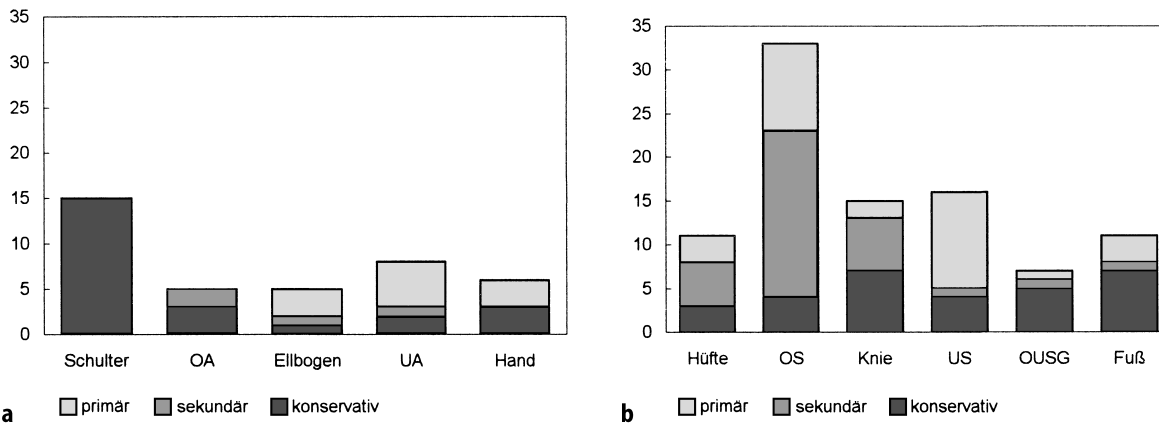 35
30
25
20
15
10
5
0
Schulter OA Ellbogen UA Hand
primär sekundär konservativ
a
35
30
25
20
15
10
5
0
Hüfte OS Knie US OUSG Fuß
primär sekundär konservativ
b